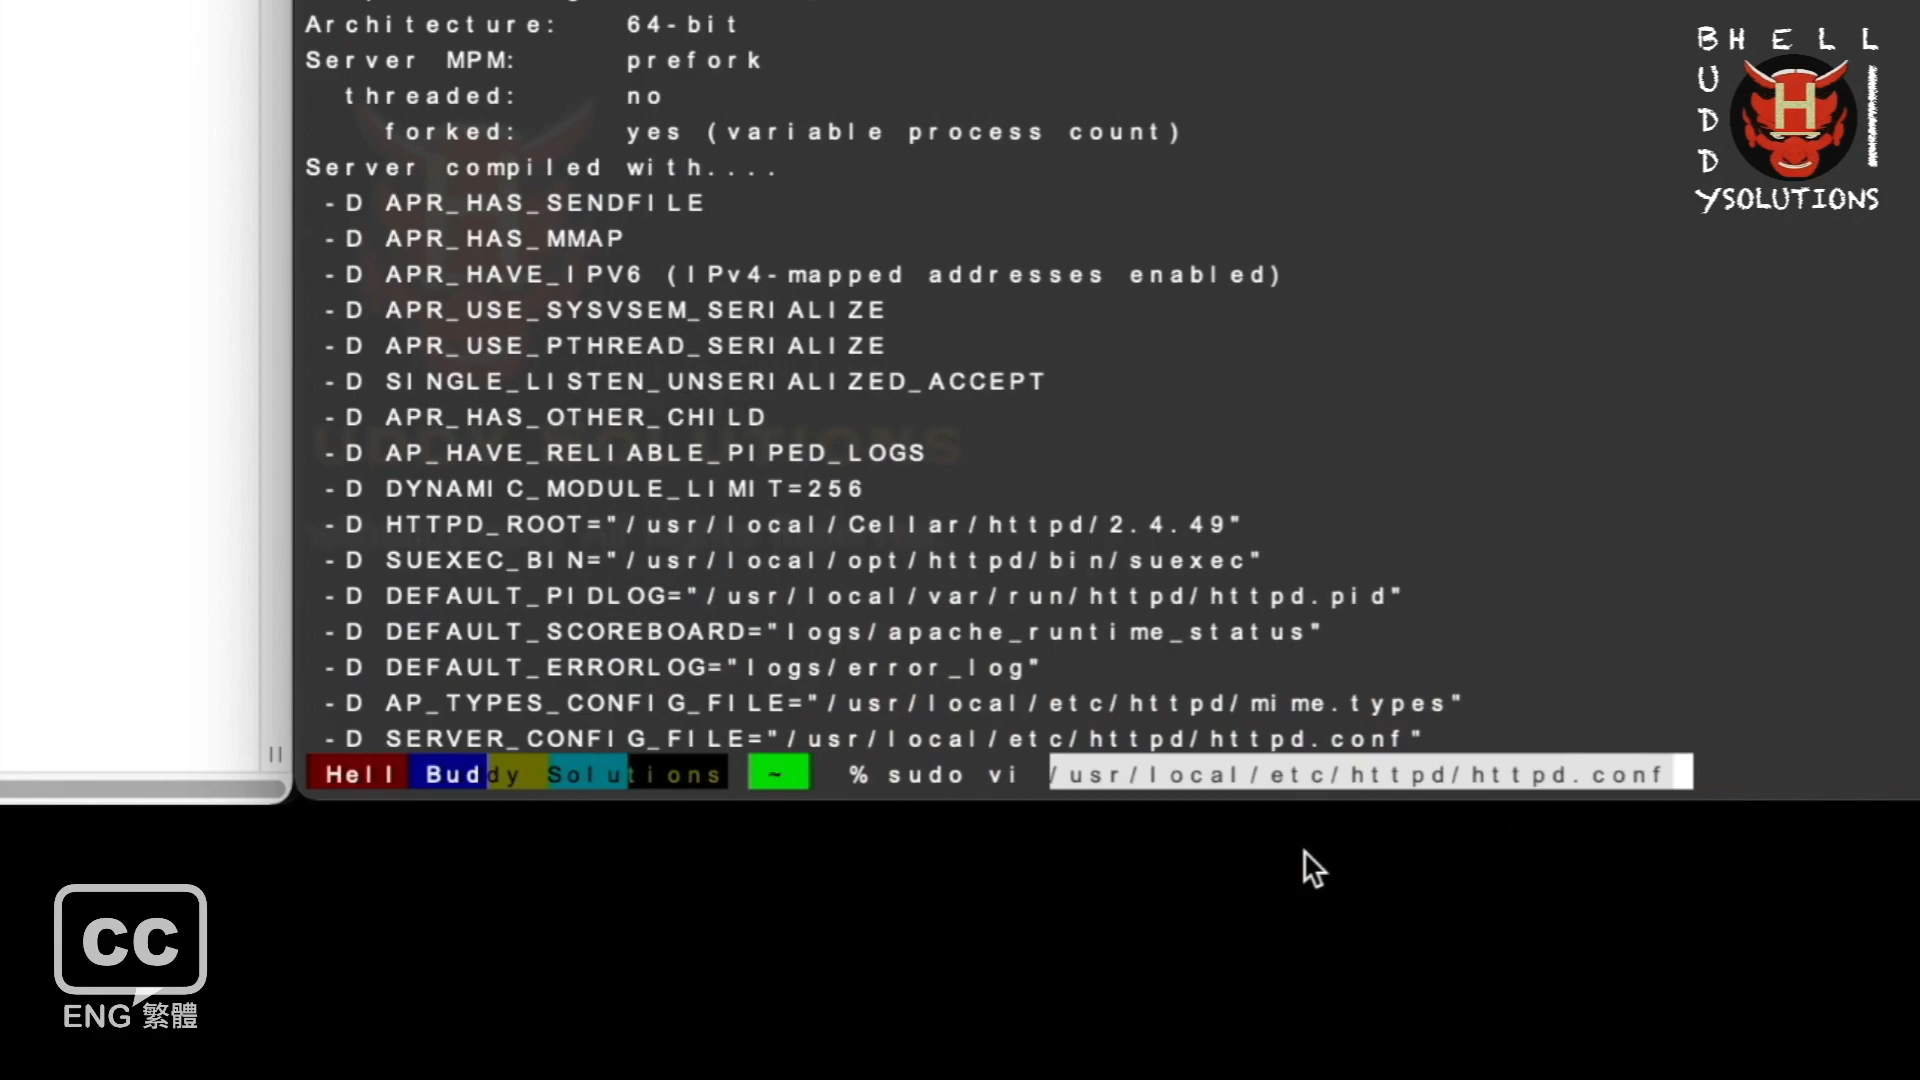 Architecture: 64-bit
Server MPM: prefork
threaded: no
forked: yes (variable process count)
Server compiled with....
-D APR_HAS_SENDFILE
-D APR_HAS_MMAP
-D APR_HAVE_IPV6 (IPv4-mapped addresses enabled)
-D APR_USE_SYSVSEM_SERIALIZE
-D APR_USE_PTHREAD_SERIALIZE
-D SINGLE_LISTEN_UNSERIALIZED_ACCEPT
-D APR_HAS_OTHER_CHILD
-D AP_HAVE_RELIABLE_PIPED_LOGS
-D DYNAMIC_MODULE_LIMIT=256
-D HTTPD_ROOT="/usr/local/Cellar/httpd/2.4.49"
-D SUEXEC_BIN="/usr/local/opt/httpd/bin/suexec"
-D DEFAULT_PIDLOG="/usr/local/var/run/httpd/httpd.pid"
-D DEFAULT_SCOREBOARD="logs/apache_runtime_status"
-D DEFAULT_ERRORLOG="logs/error_log"
-D AP_TYPES_CONFIG_FILE="/usr/local/etc/httpd/mime.types"
-D SERVER_CONFIG_FILE="/usr/local/etc/httpd/httpd.conf"
Hell Buddy Solutions ~ % sudo vi /usr/local/etc/httpd/httpd.conf
HELL
BUDDY
H
SOLUTIONS
CC
ENG 繁體